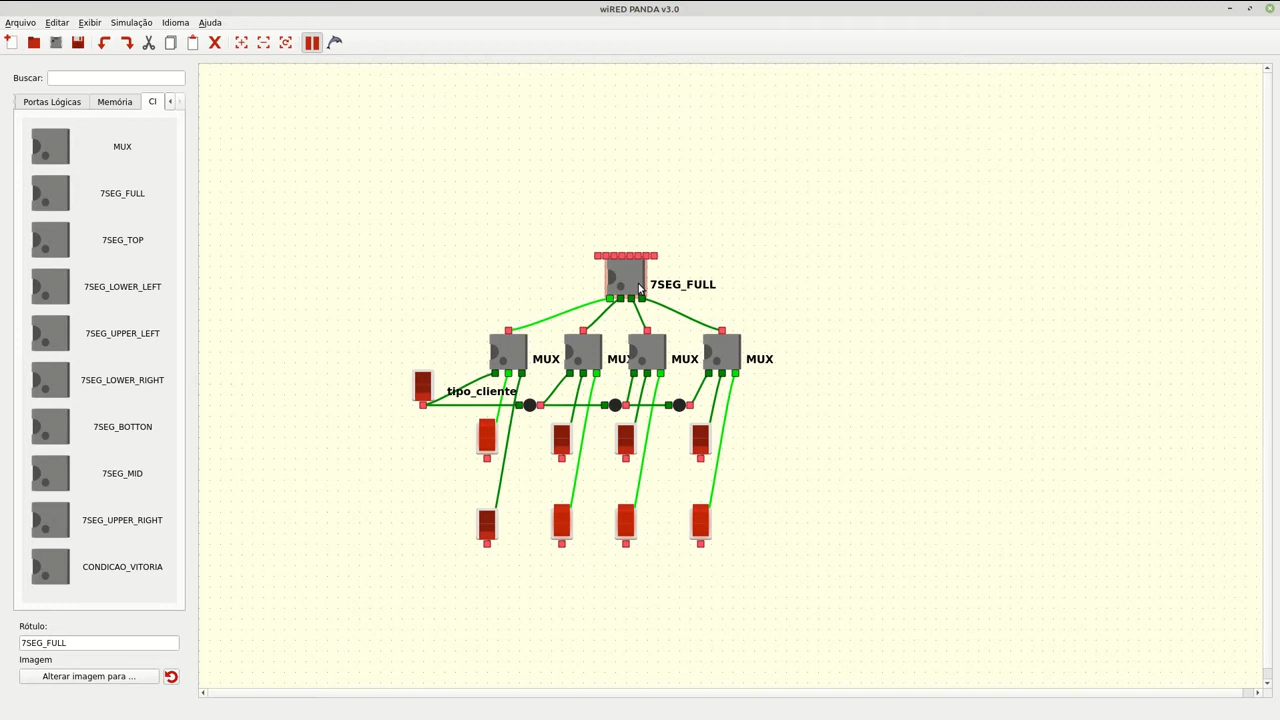 wiRED PANDA v3.0
Arquivo Editar Exibir Simulação Idioma Ajuda
Buscar:
Portas Lógicas Memória CI
MUX
7SEG_FULL
7SEG_TOP
7SEG_LOWER_LEFT
7SEG_UPPER_LEFT
7SEG_LOWER_RIGHT
7SEG_BOTTON
7SEG_MID
7SEG_UPPER_RIGHT
CONDICAO_VITORIA
Rótulo:
7SEG_FULL
Imagem
Alterar imagem para ...
7SEG_FULL
MUX MUX MUX MUX
tipo_cliente